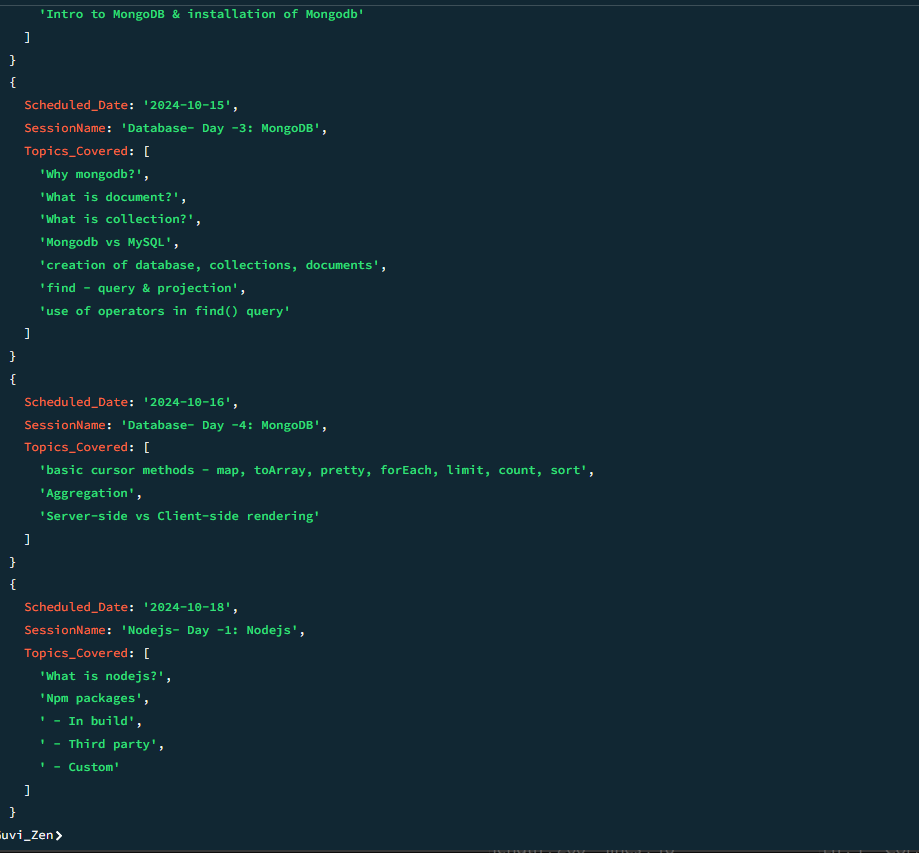 'Intro to MongoDB & installation of Mongodb'
]
}
{
Scheduled_Date: '2024-10-15',
SessionName: 'Database- Day -3: MongoDB',
Topics_Covered: [
'Why mongodb?',
'What is document?',
'What is collection?',
'Mongodb vs MySQL',
'creation of database, collections, documents',
'find - query & projection',
'use of operators in find() query'
]
}
{
Scheduled_Date: '2024-10-16',
SessionName: 'Database- Day -4: MongoDB',
Topics_Covered: [
'basic cursor methods - map, toArray, pretty, forEach, limit, count, sort',
'Aggregation',
'Server-side vs Client-side rendering'
]
}
{
Scheduled_Date: '2024-10-18',
SessionName: 'Nodejs- Day -1: Nodejs',
Topics_Covered: [
'What is nodejs?',
'Npm packages',
' - In build',
' - Third party',
' - Custom'
]
}
uvi_Zen>